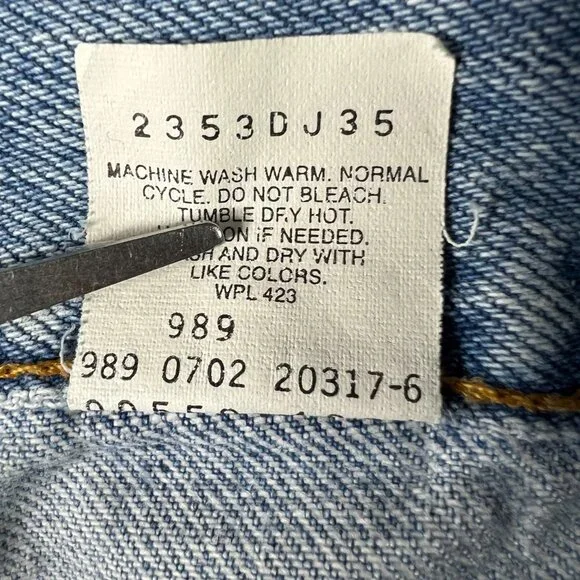 2353DJ35
MACHINE WASH WARM. NORMAL
CYCLE. DO NOT BLEACH.
TUMBLE DRY HOT.
IF NEEDED.
AND DRY WITH
LIKE COLORS.
WPL 423
989
989 0702 20317-6